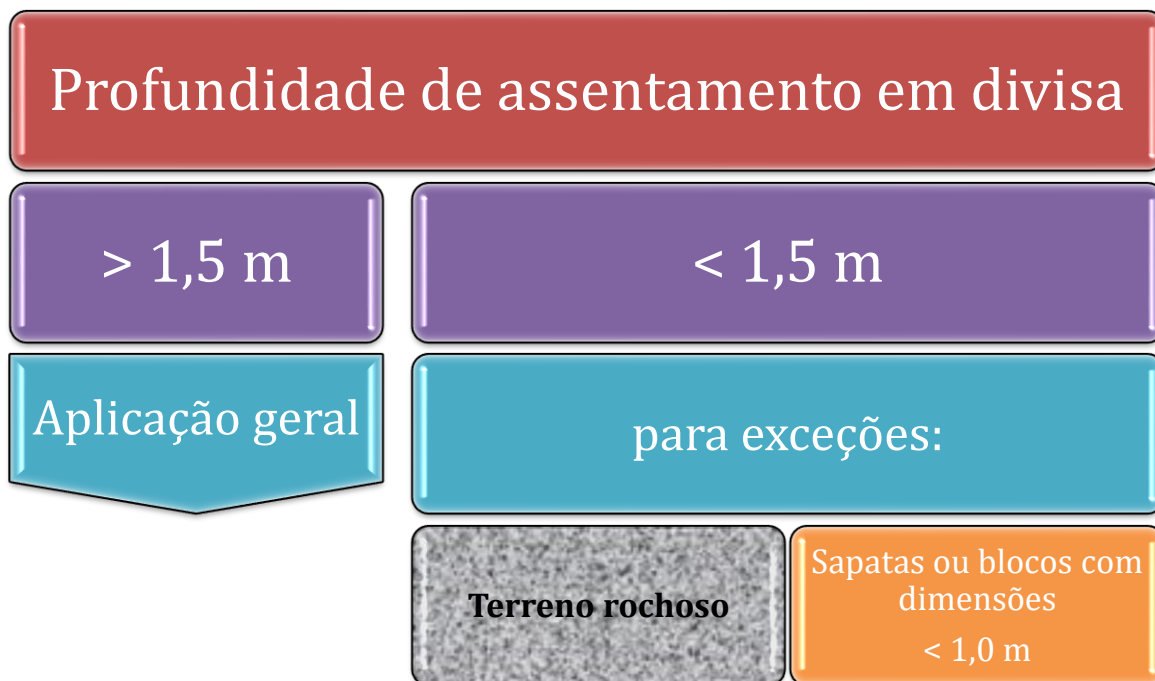 Profundidade de assentamento em divisa
> 1,5 m
< 1,5 m
Aplicação geral
para exceções:
Terreno rochoso
Sapatas ou blocos com
dimensões
< 1,0 m